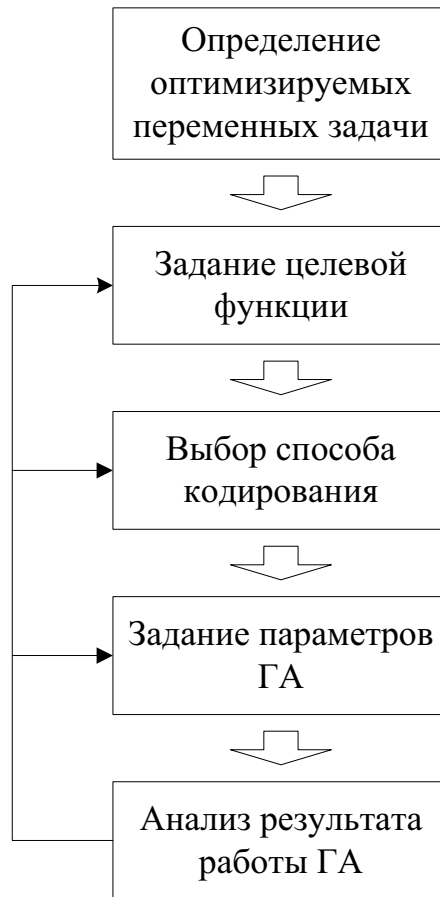 Определение
оптимизируемых
переменных задачи
Задание целевой
функции
Выбор способа
кодирования
Задание параметров
ГА
Анализ результата
работы ГА